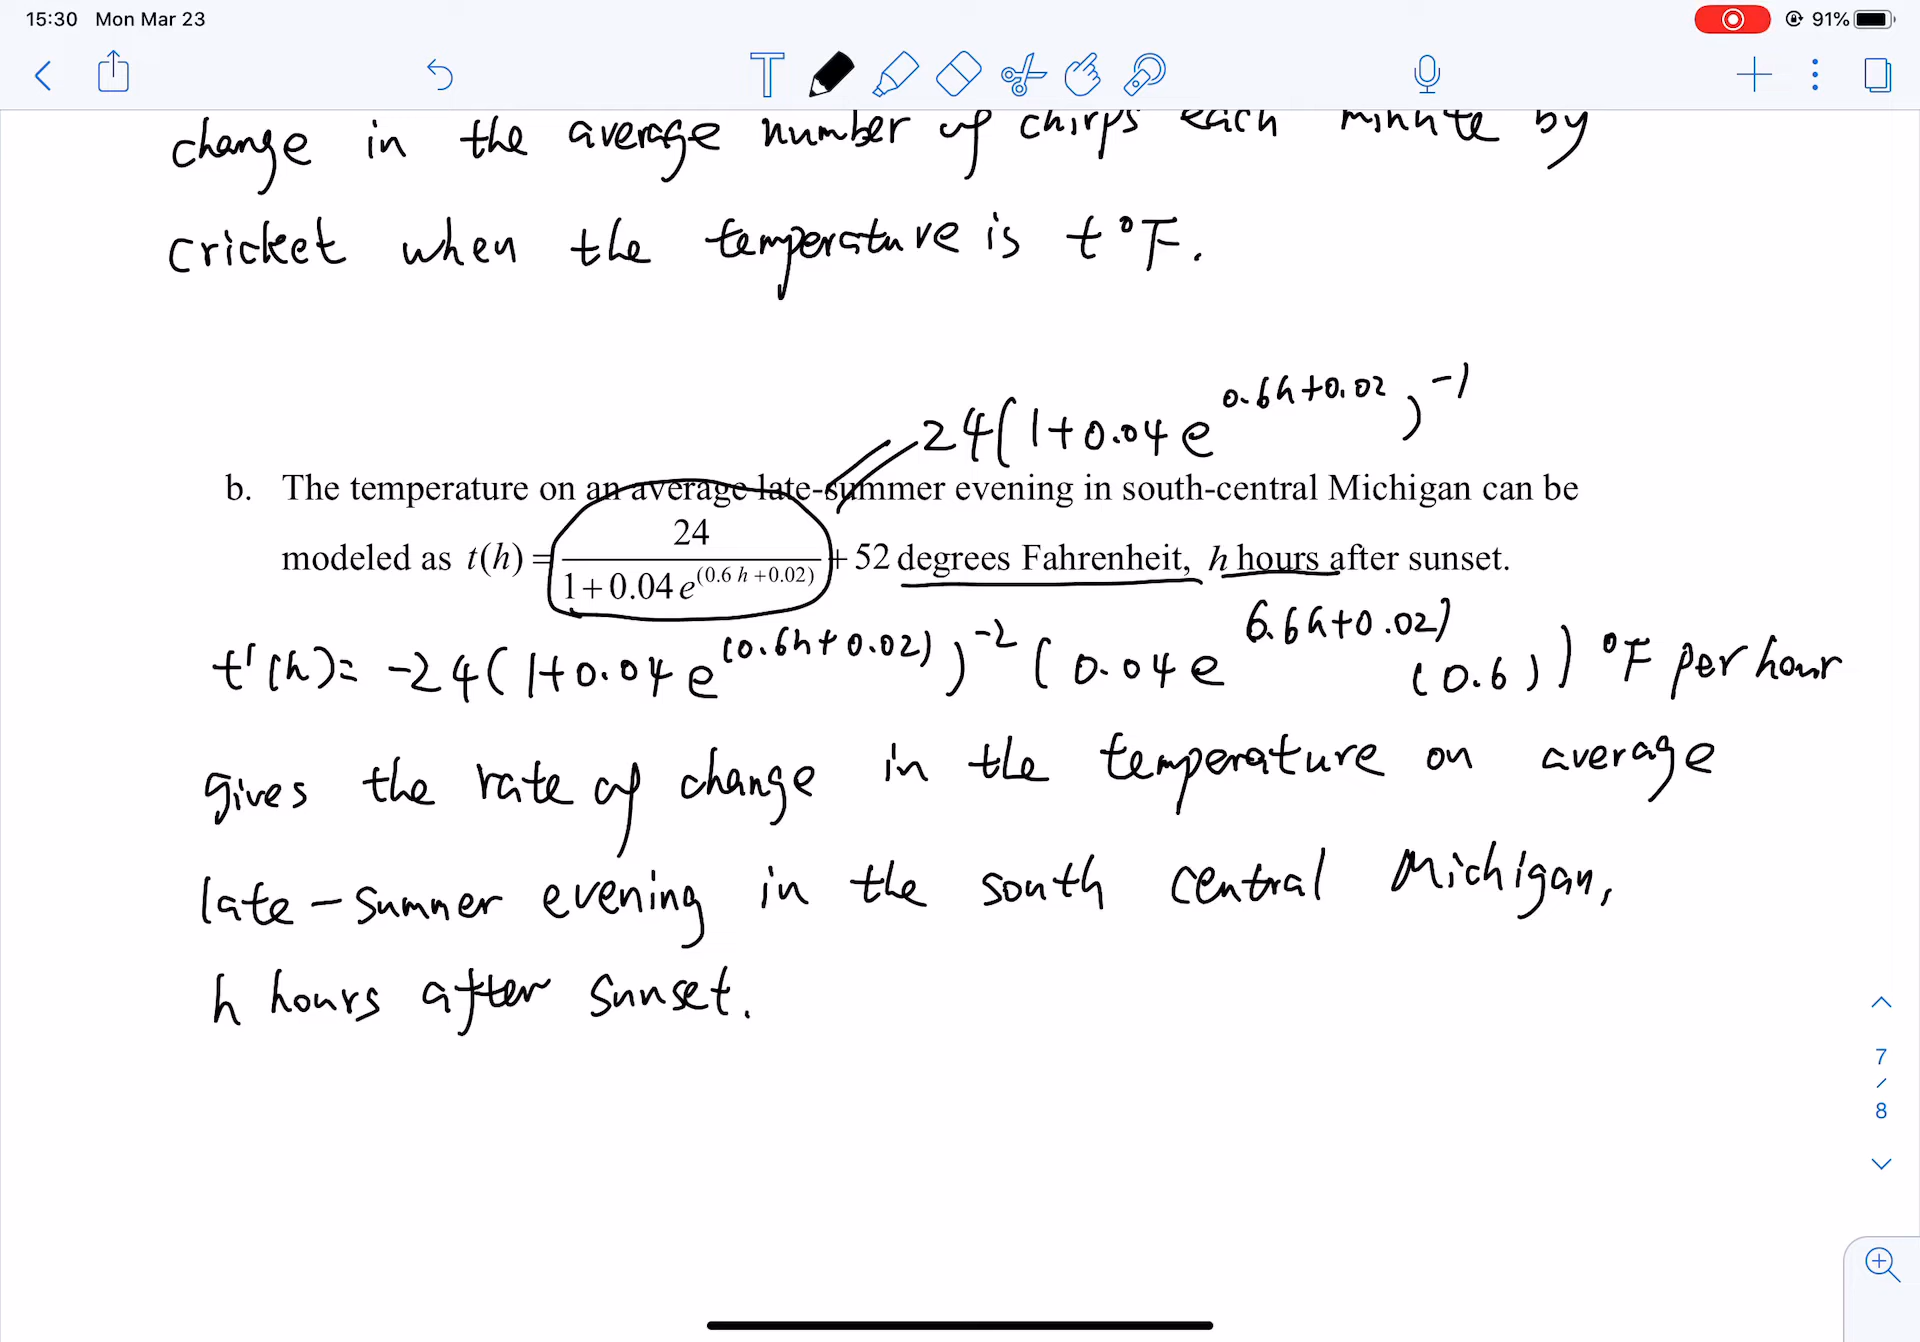 15:30 Mon Mar 23 91%
T
change in the average number of chirps each minute by
cricket when the temperature is t°F.
24(1+0.04e^{0.6h+0.02})^{-1}
b. The temperature on an average late-summer evening in south-central Michigan can be
modeled as t(h) = \frac{24}{1+0.04e^{(0.6h+0.02)}} + 52 degrees Fahrenheit, h hours after sunset.
t'(h)= -24(1+0.04e^{(0.6h+0.02)})^{-2}(0.04e^{6.6h+0.02)}(0.6)) °F per hour
gives the rate of change in the temperature on average
late-summer evening in the south central Michigan,
h hours after sunset.
7
/
8